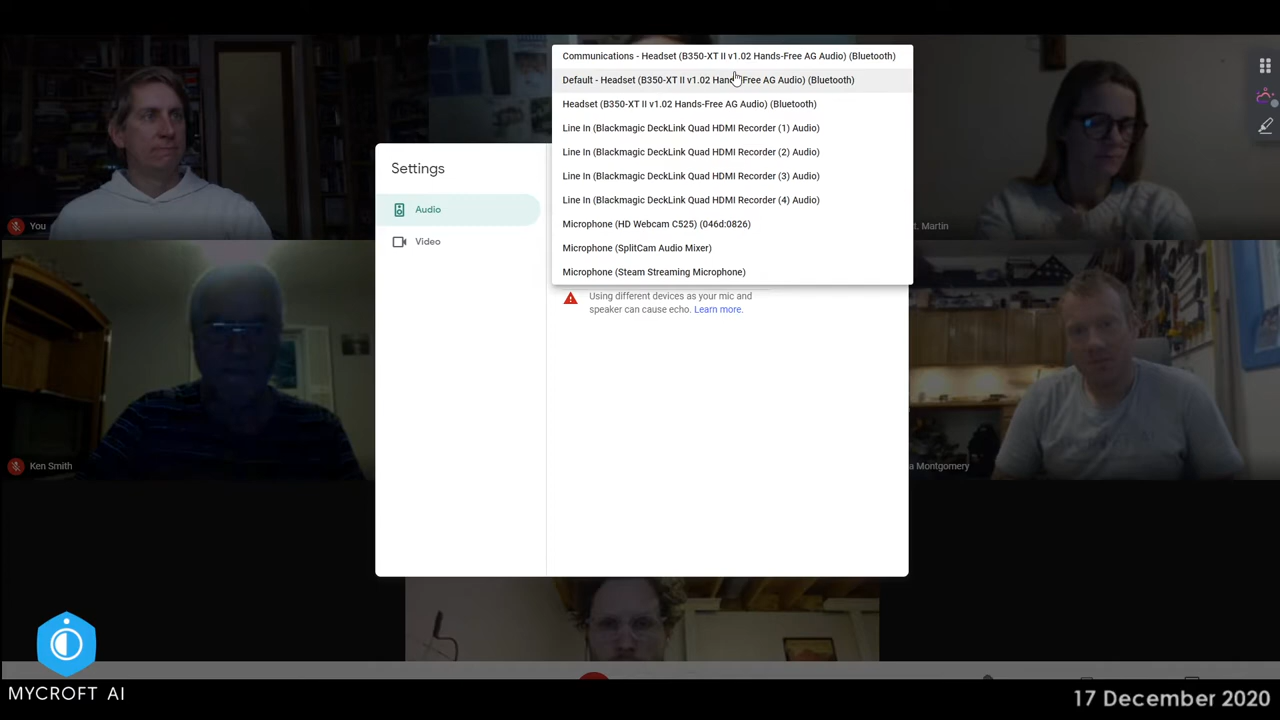 Communications - Headset (B350-XT II v1.02 Hands-Free AG Audio) (Bluetooth)
Default - Headset (B350-XT II v1.02 Hands-Free AG Audio) (Bluetooth)
Headset (B350-XT II v1.02 Hands-Free AG Audio) (Bluetooth)
Line In (Blackmagic DeckLink Quad HDMI Recorder (1) Audio)
Line In (Blackmagic DeckLink Quad HDMI Recorder (2) Audio)
Line In (Blackmagic DeckLink Quad HDMI Recorder (3) Audio)
Line In (Blackmagic DeckLink Quad HDMI Recorder (4) Audio)
Microphone (HD Webcam C525) (046d:0826)
Microphone (SplitCam Audio Mixer)
Microphone (Steam Streaming Microphone)
Settings
Audio
Video
Using different devices as your mic and
speaker can cause echo. Learn more.
You
t. Martin
Ken Smith
a Montgomery
MYCROFT AI
17 December 2020